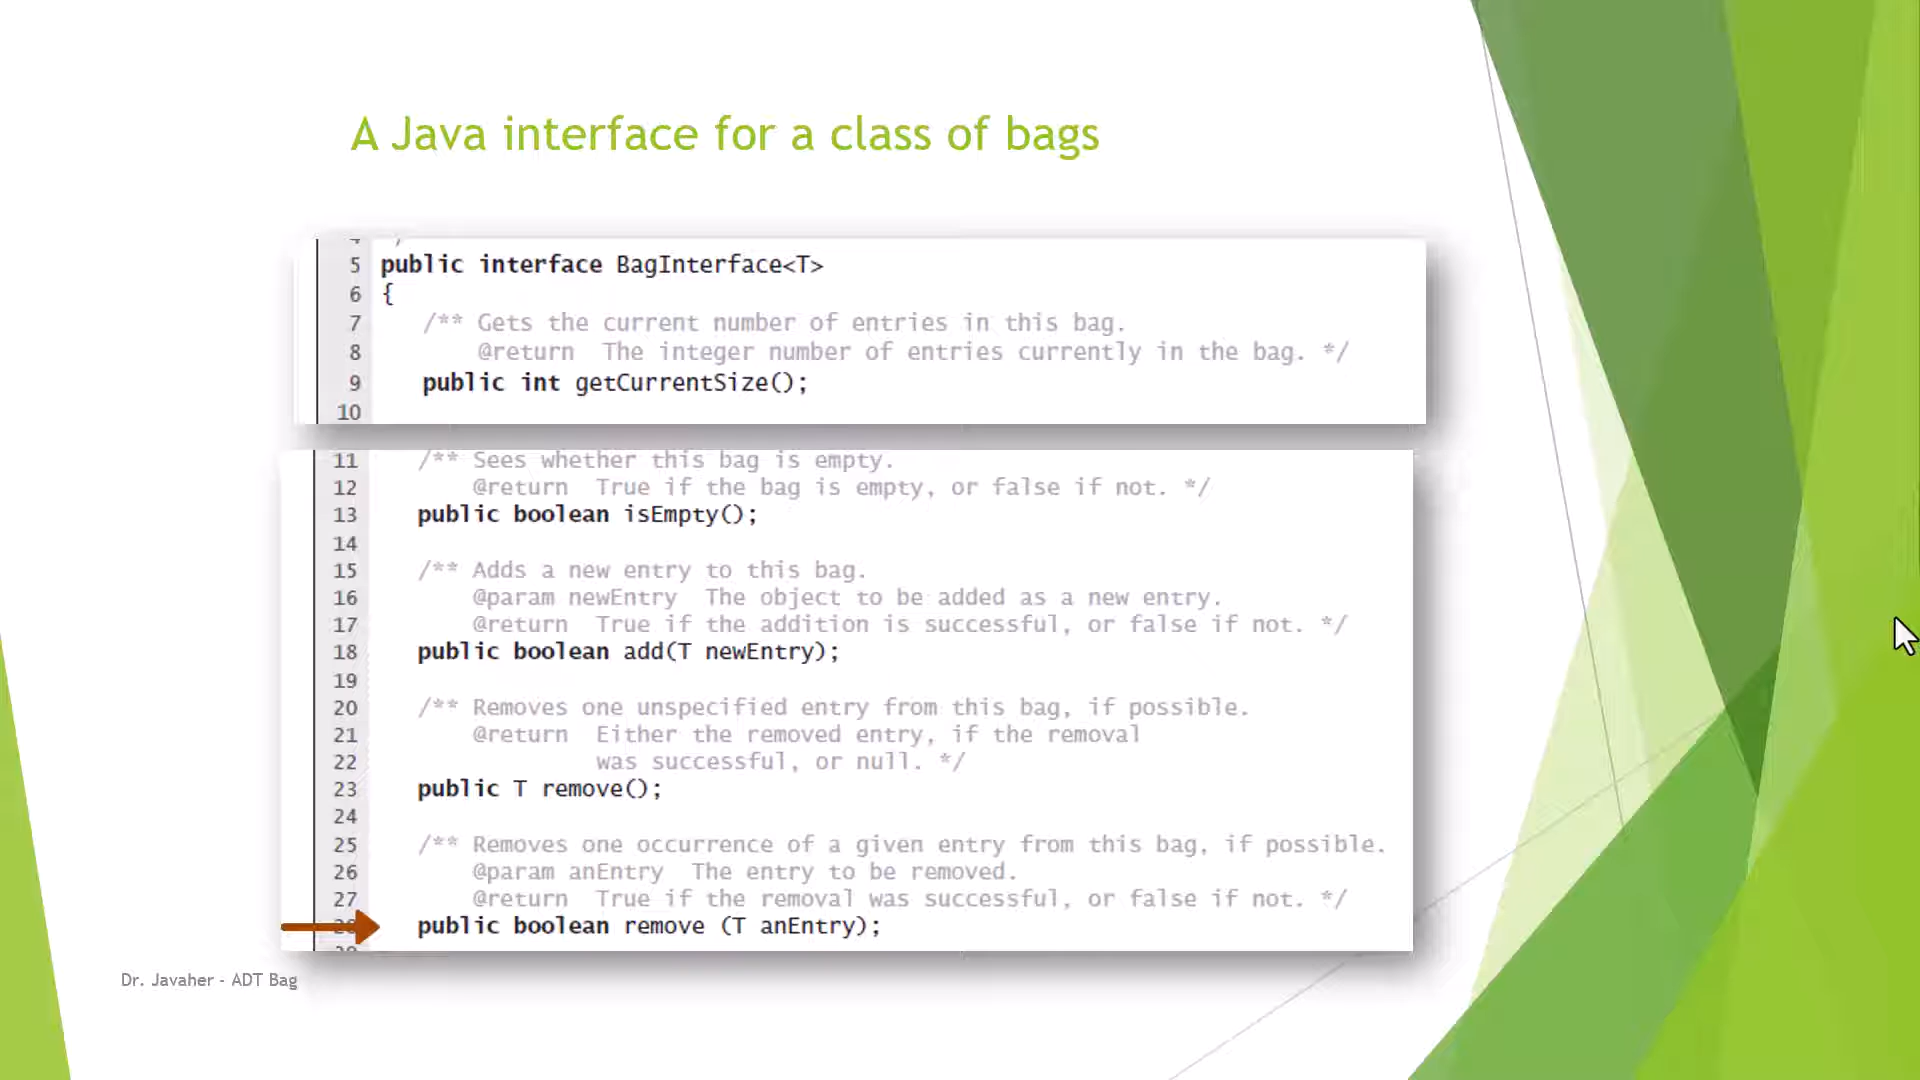 A Java interface for a class of bags
5 public interface BagInterface<T>
6 {
7 /** Gets the current number of entries in this bag.
8 @return The integer number of entries currently in the bag. */
9 public int getCurrentSize();
10
11 /** Sees whether this bag is empty.
12 @return True if the bag is empty, or false if not. */
13 public boolean isEmpty();
14
15 /** Adds a new entry to this bag.
16 @param newEntry The object to be added as a new entry.
17 @return True if the addition is successful, or false if not. */
18 public boolean add(T newEntry);
19
20 /** Removes one unspecified entry from this bag, if possible.
21 @return Either the removed entry, if the removal
22 was successful, or null. */
23 public T remove();
24
25 /** Removes one occurrence of a given entry from this bag, if possible.
26 @param anEntry The entry to be removed.
27 @return True if the removal was successful, or false if not. */
public boolean remove (T anEntry);
Dr. Javaher - ADT Bag